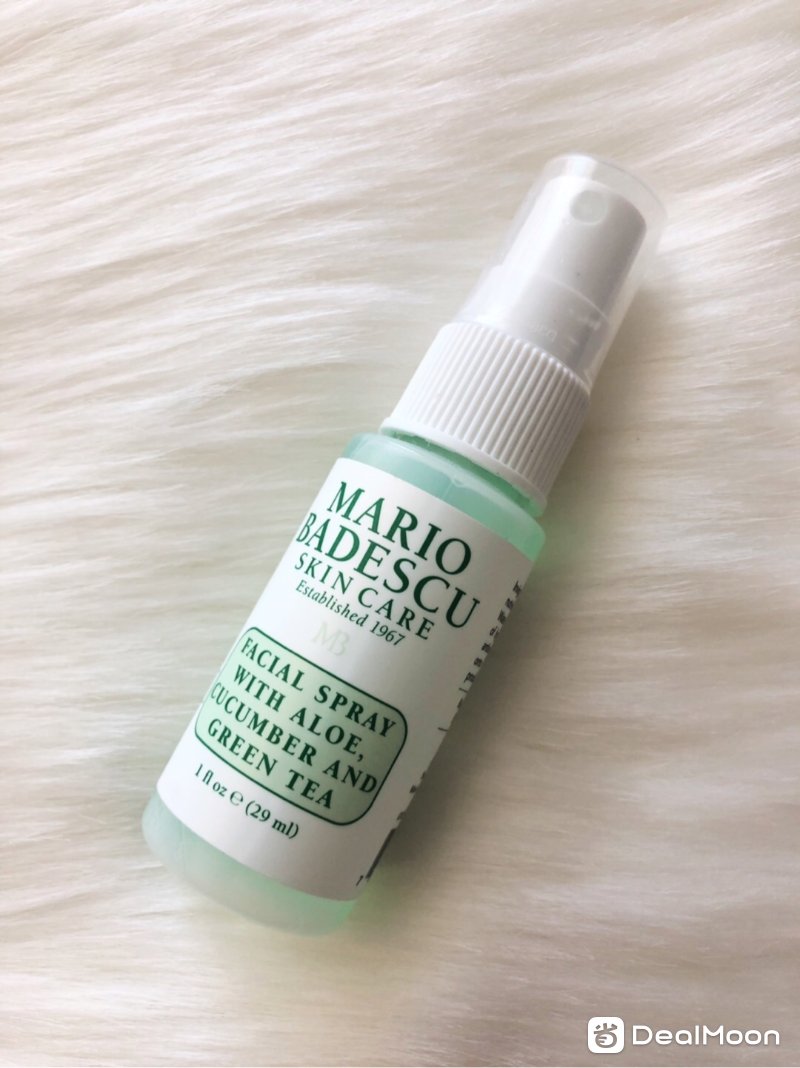 MARIO
BADESCU
SKIN CARE
Established 1967
MB
FACIAL SPRAY
WITH ALOE,
CUCUMBER AND
GREEN TEA
1 fl oz ℮ (29 ml)
省 DealMoon